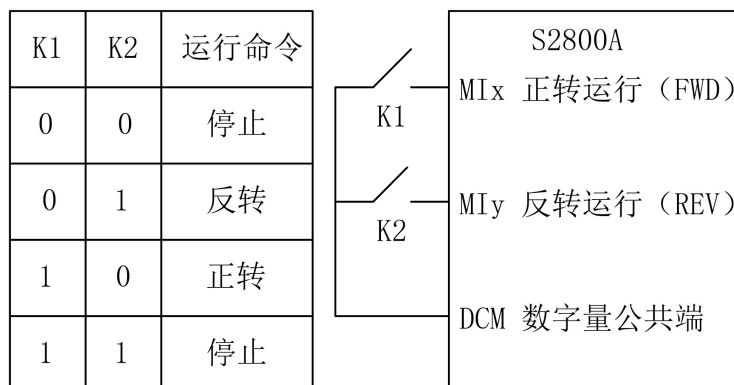 K1 K2 运行命令
0 0 停止
0 1 反转
1 0 正转
1 1 停止
S2800A
K1 MIx 正转运行（FWD）
K2 MIy 反转运行（REV）
DCM 数字量公共端